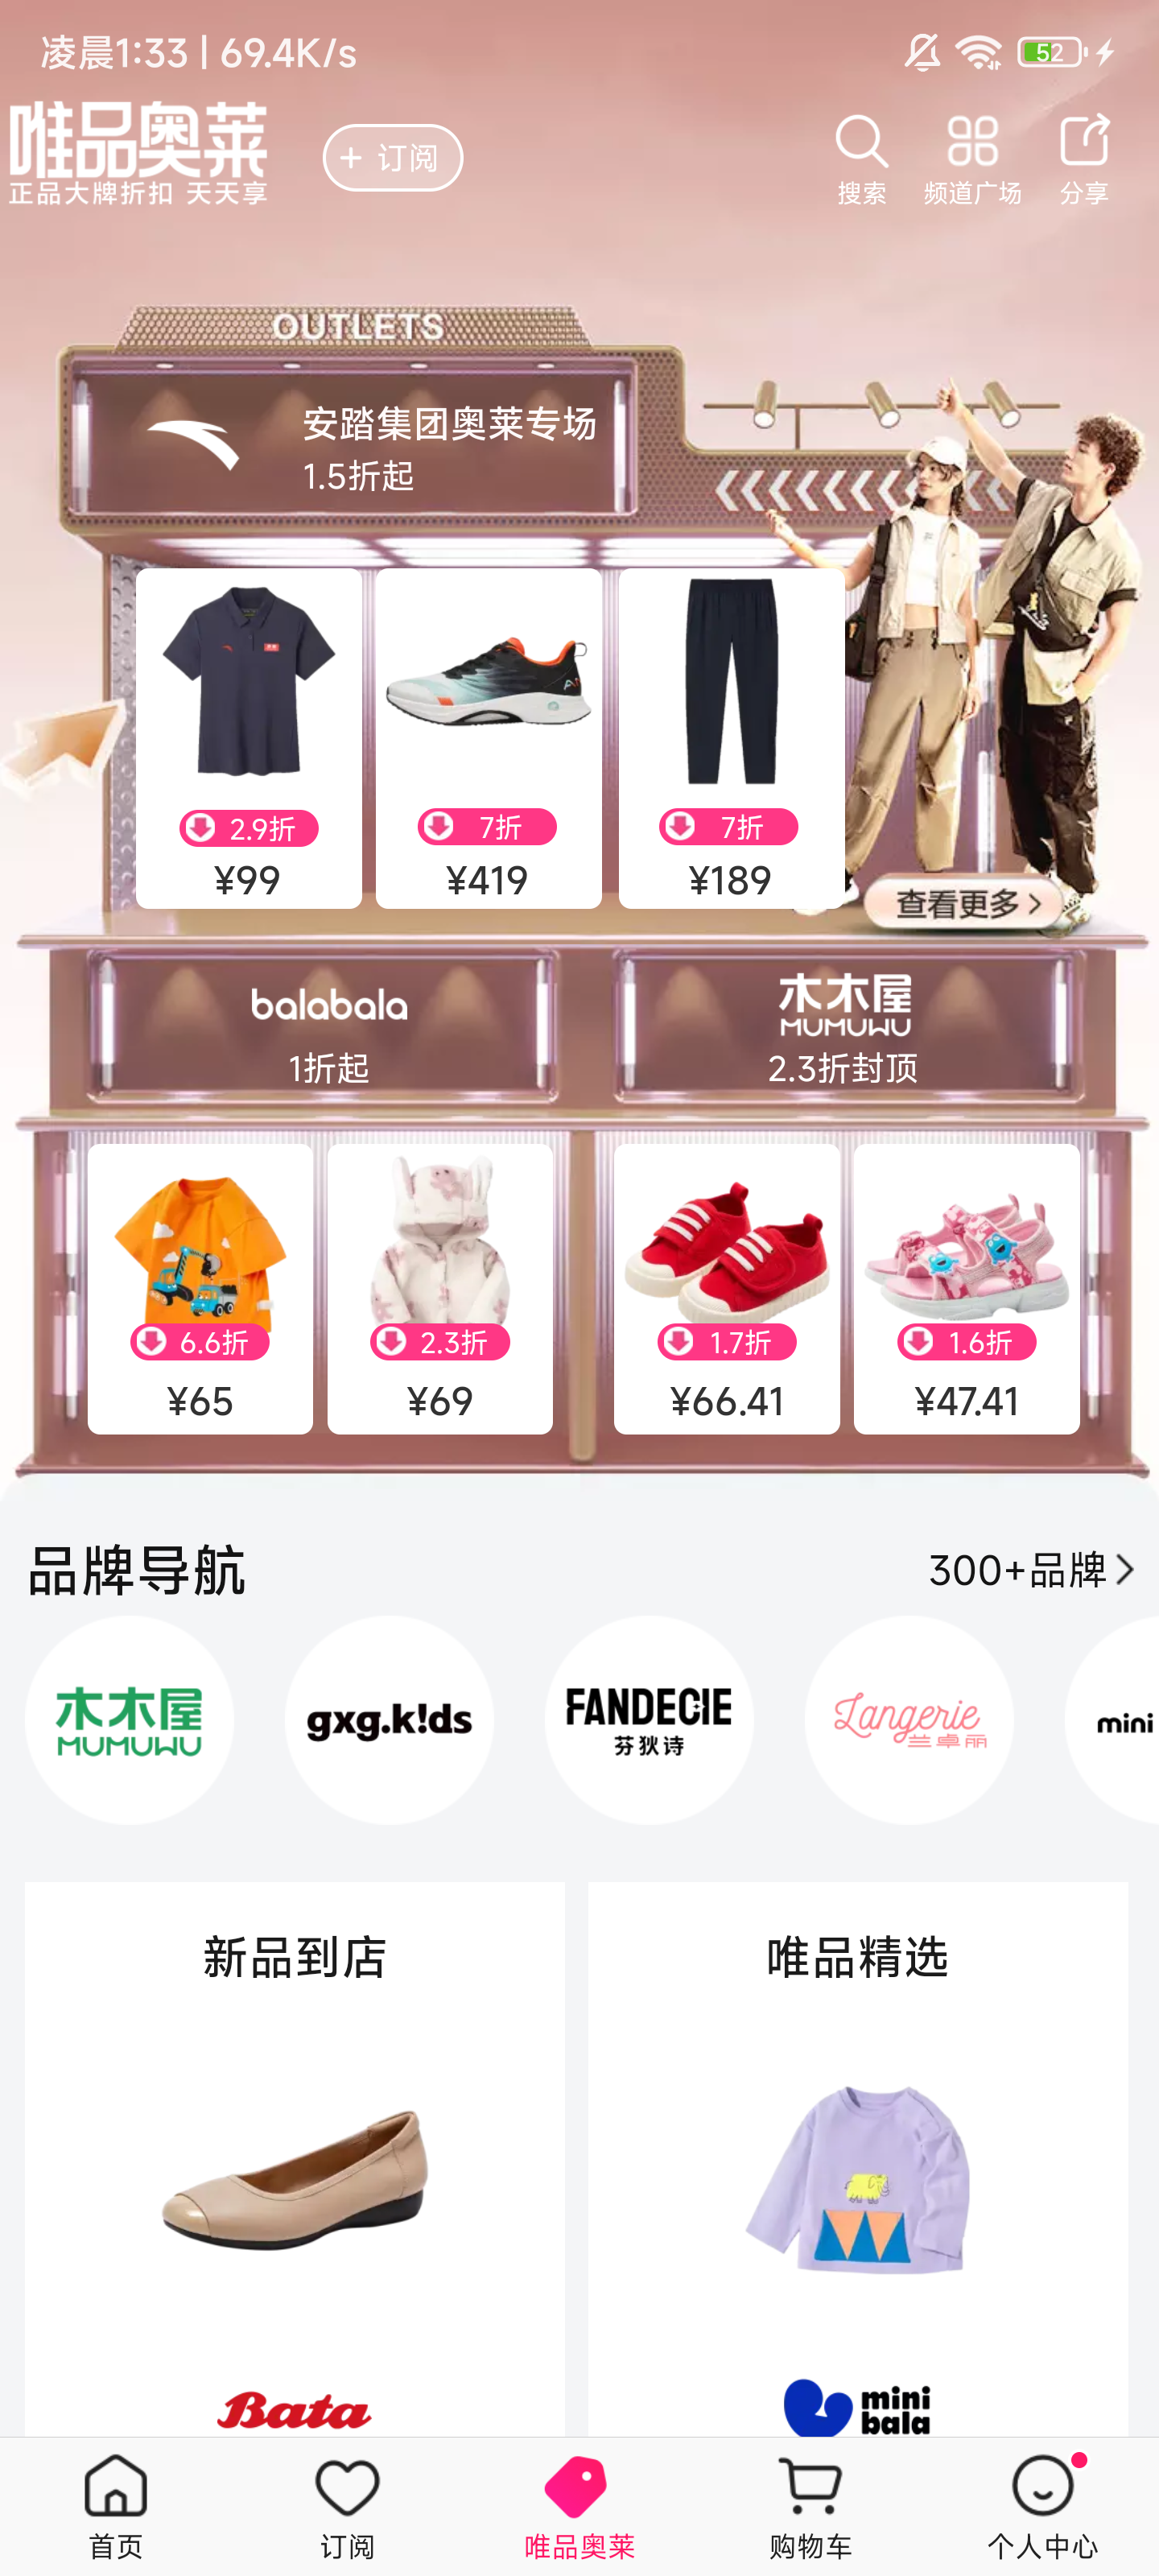 凌晨1:33 | 69.4K/s
52
唯品奥莱
正品大牌折扣 天天享
+ 订阅
搜索
频道广场
分享
OUTLETS
安踏集团奥莱专场
1.5折起
2.9折
7折
7折
¥99
¥419
¥189
查看更多
balabala
木木屋
MUMUWU
1折起
2.3折封顶
6.6折
2.3折
1.7折
1.6折
¥65
¥69
¥66.41
¥47.41
品牌导航
300+品牌
木木屋
MUMUWU
gxg.k!ds
FANDECIE
芬狄诗
Langerie
兰卓丽
mini
新品到店
唯品精选
Bata
mini
bala
首页
订阅
唯品奥莱
购物车
个人中心